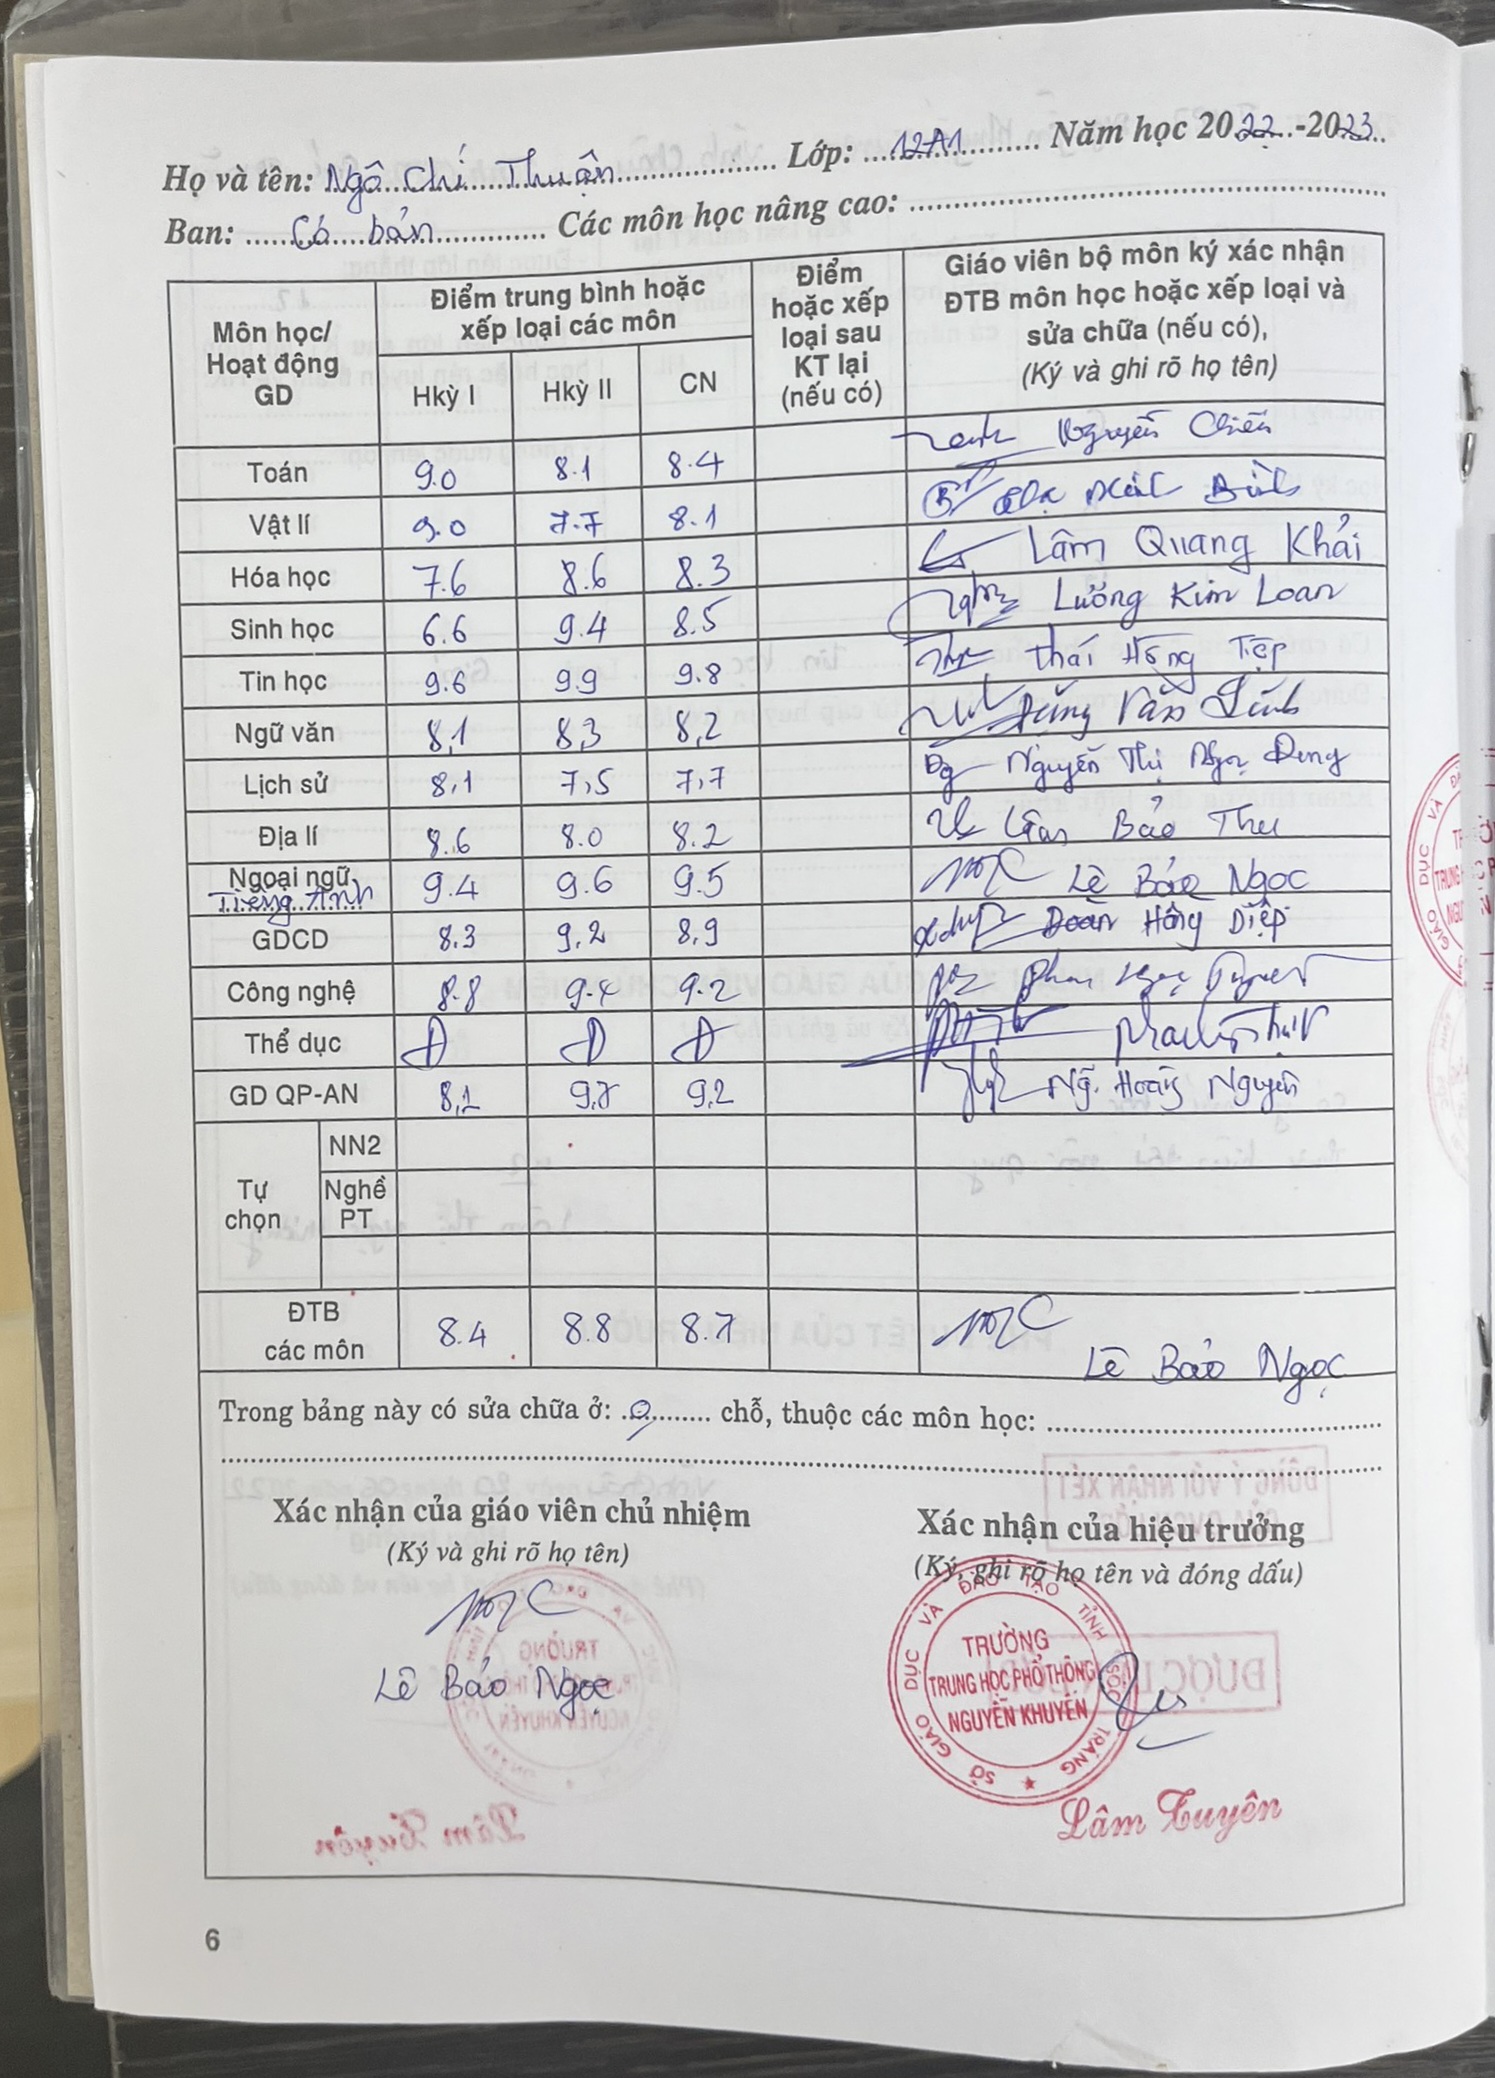 Họ và tên: Ngô Chí Thuận Lớp: 12A1 Năm học 2022-2023
Ban: Cơ bản Các môn học nâng cao:
Môn học/ Hoạt động GD | Điểm trung bình hoặc xếp loại các môn | Điểm hoặc xếp loại sau KT lại (nếu có) | Giáo viên bộ môn ký xác nhận ĐTB môn học hoặc xếp loại và sửa chữa (nếu có), (Ký và ghi rõ họ tên)
Hkỳ I | Hkỳ II | CN
Toán 9.0 8.1 8.4 Nguyễn Chiến
Vật lí 9.0 7.7 8.1
Hóa học 7.6 8.6 8.3 Lâm Quang Khải
Sinh học 6.6 9.4 8.5 Lương Kim Loan
Tin học 9.6 9.9 9.8 Thái Hồng Tiệp
Ngữ văn 8,1 8,3 8,2 Văn
Lịch sử 8,1 7,5 7,7 Nguyễn Thị Ngọc Dung
Địa lí 8.6 8.0 8.2 Bảo Thu
Ngoại ngữ Tiếng Anh 9.4 9.6 9.5 Lê Bảo Ngọc
GDCD 8.3 9,2 8,9 Đoàn Hồng Diệp
Công nghệ 8.8 9.4 9.2
Thể dục Đ Đ Đ
GD QP-AN 8,1 9,7 9,2 Ng. Hoàng Nguyên
Tự chọn
NN2
Nghề PT
ĐTB các môn 8.4 8.8 8.7 Lê Bảo Ngọc
Trong bảng này có sửa chữa ở: 0 chỗ, thuộc các môn học:
Xác nhận của giáo viên chủ nhiệm
(Ký và ghi rõ họ tên)
Lê Bảo Ngọc
Xác nhận của hiệu trưởng
(Ký, ghi rõ họ tên và đóng dấu)
SỞ GIÁO DỤC VÀ ĐÀO TẠO TỈNH SÓC TRĂNG
TRƯỜNG
TRUNG HỌC PHỔ THÔNG
NGUYỄN KHUYẾN
Lâm Tuyên
6